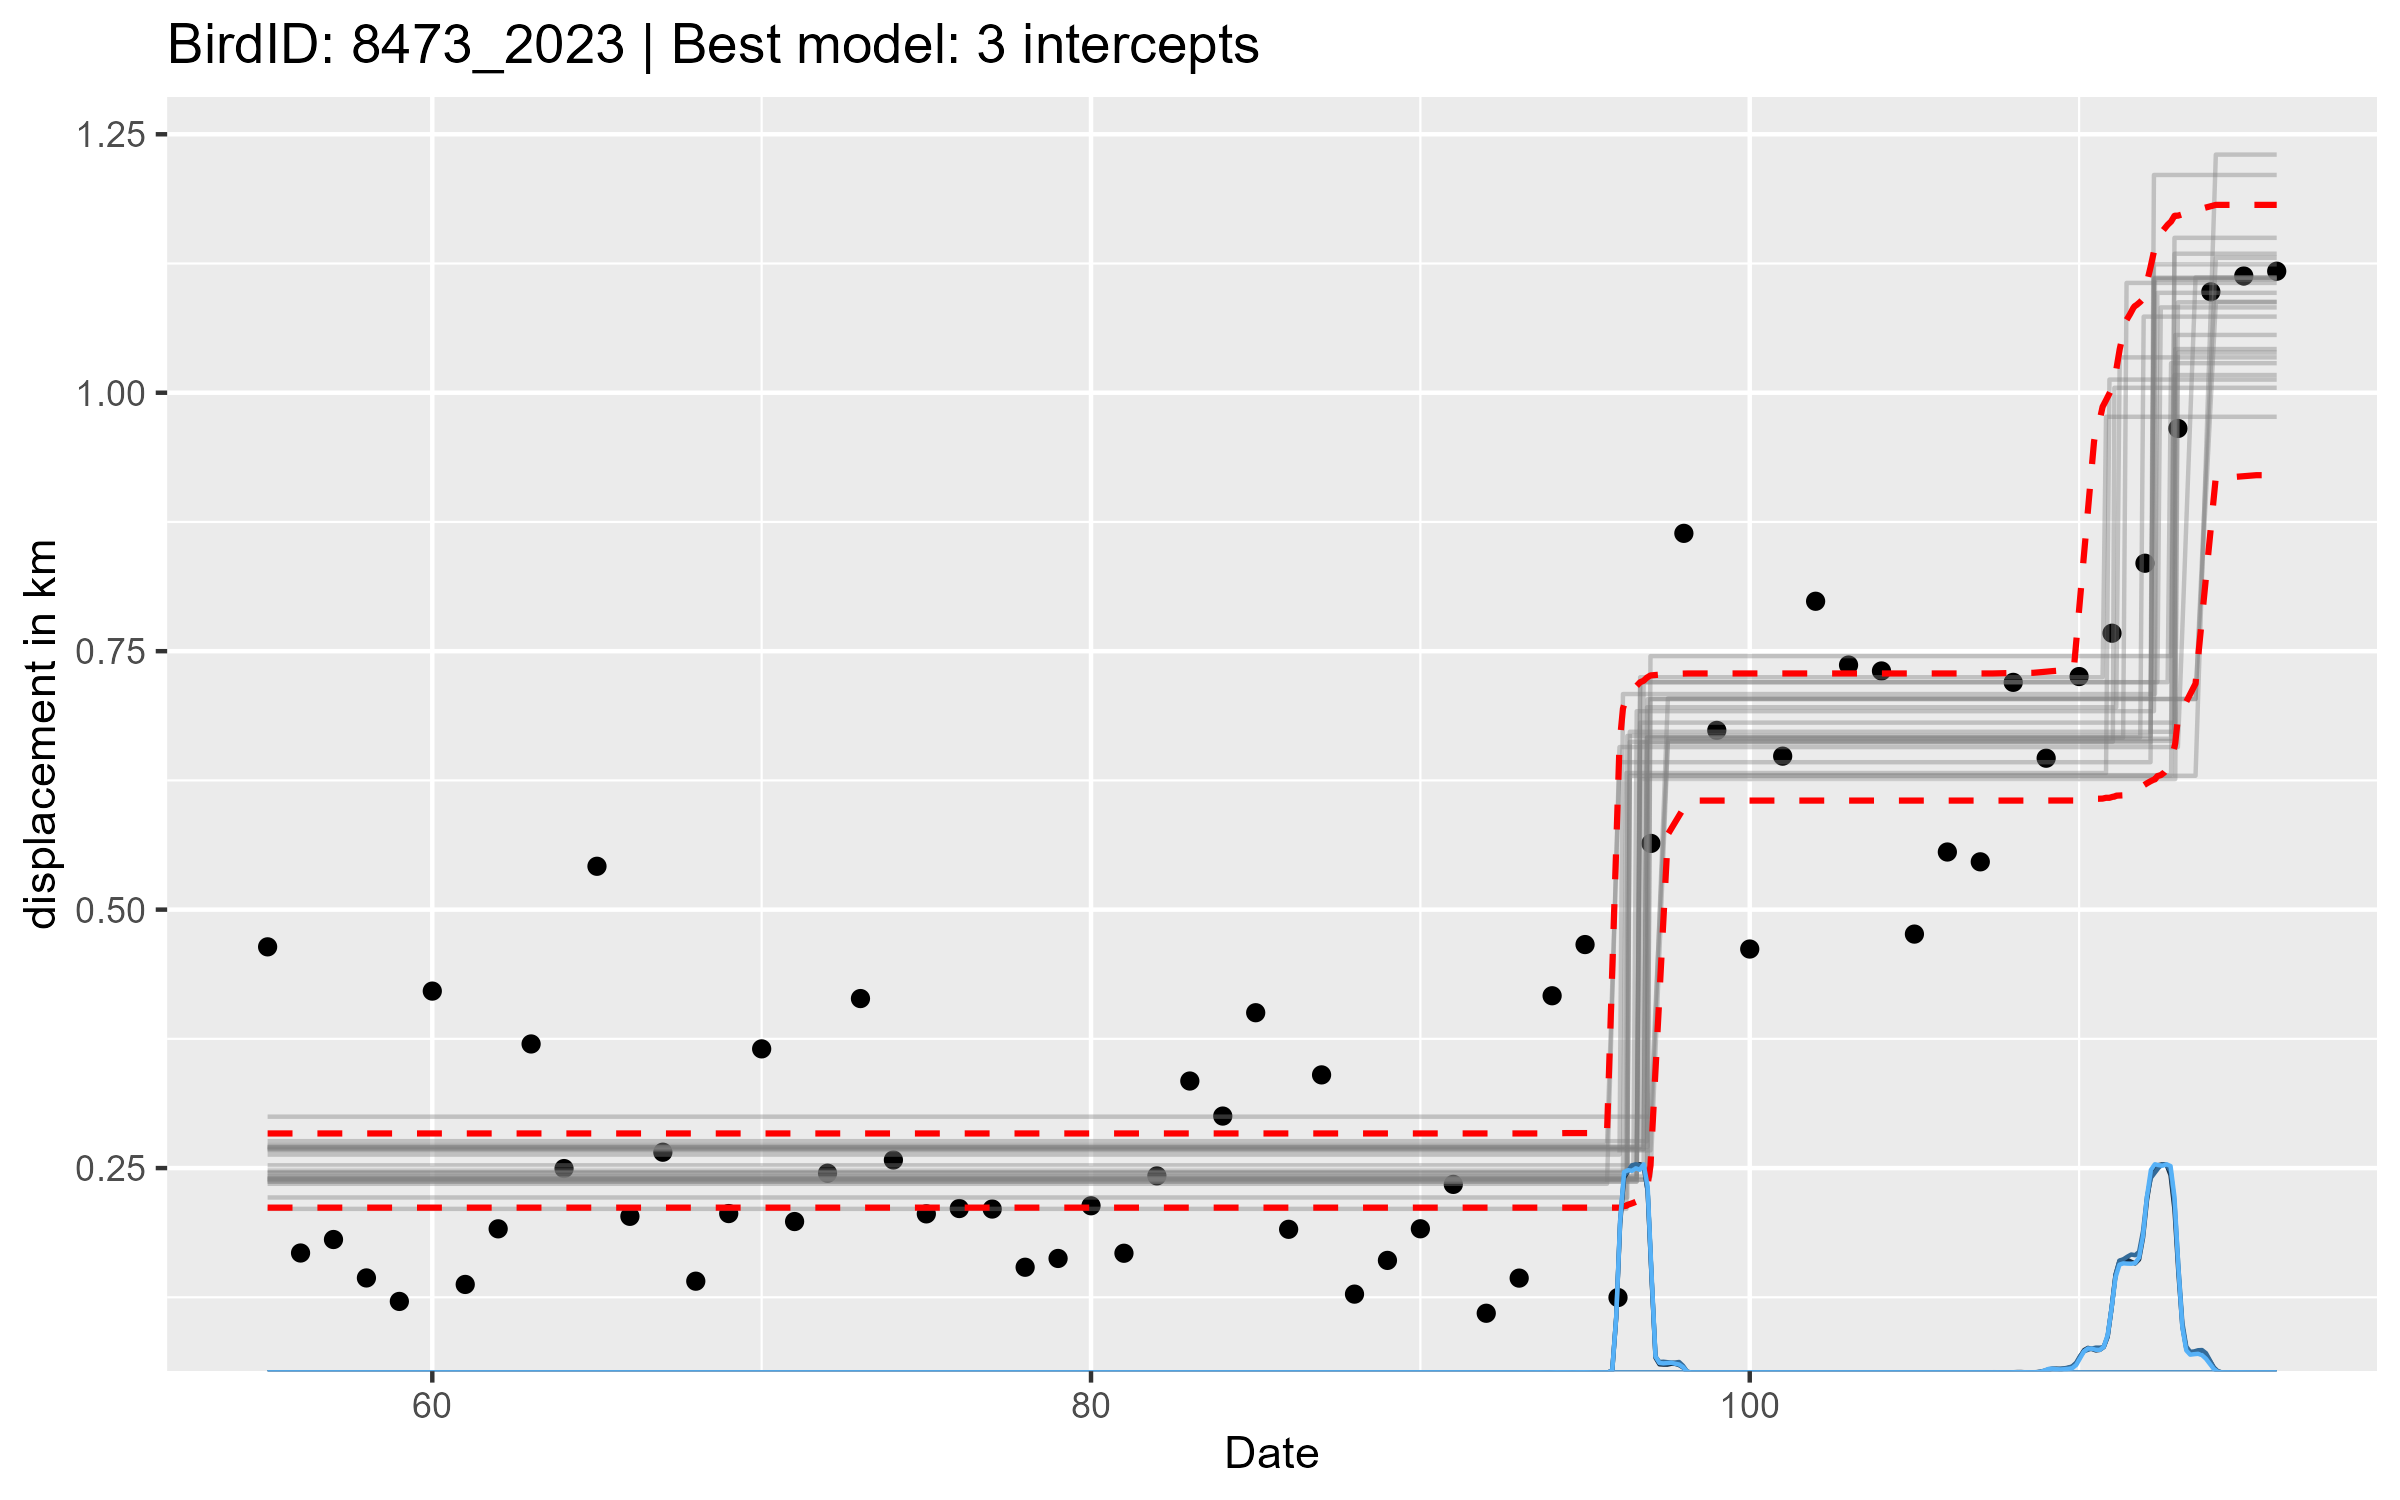 BirdID: 8473_2023 | Best model: 3 intercepts
1.25
1.00
0.75
0.50
0.25
displacement in km
60 80 100
Date